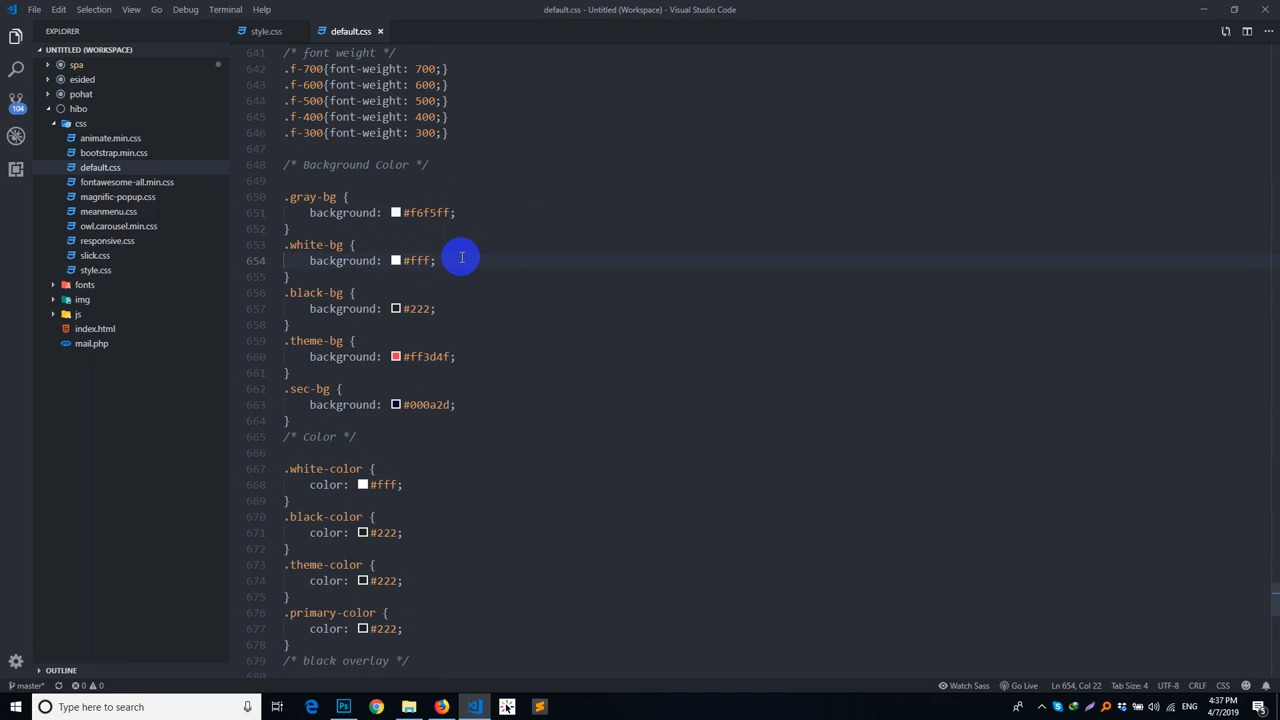 File Edit Selection View Go Debug Terminal Help
default.css - Untitled (Workspace) - Visual Studio Code
EXPLORER
style.css
default.css ×
UNTITLED (WORKSPACE)
spa
esided
pohat
hibo
css
animate.min.css
bootstrap.min.css
default.css
fontawesome-all.min.css
magnific-popup.css
meanmenu.css
owl.carousel.min.css
responsive.css
slick.css
style.css
fonts
img
js
index.html
mail.php
OUTLINE
104
641 /* font weight */
642 .f-700{font-weight: 700;}
643 .f-600{font-weight: 600;}
644 .f-500{font-weight: 500;}
645 .f-400{font-weight: 400;}
646 .f-300{font-weight: 300;}
647
648 /* Background Color */
649
650 .gray-bg {
651 background: #f6f5ff;
652 }
653 .white-bg {
654 background: #fff;
655 }
656 .black-bg {
657 background: #222;
658 }
659 .theme-bg {
660 background: #ff3d4f;
661 }
662 .sec-bg {
663 background: #000a2d;
664 }
665 /* Color */
666
667 .white-color {
668 color: #fff;
669 }
670 .black-color {
671 color: #222;
672 }
673 .theme-color {
674 color: #222;
675 }
676 .primary-color {
677 color: #222;
678 }
679 /* black overlay */
master* 0 0
Watch Sass Go Live Ln 654, Col 22 Tab Size: 4 UTF-8 CRLF CSS
Type here to search
Ps
ENG
4:37 PM
4/7/2019
5